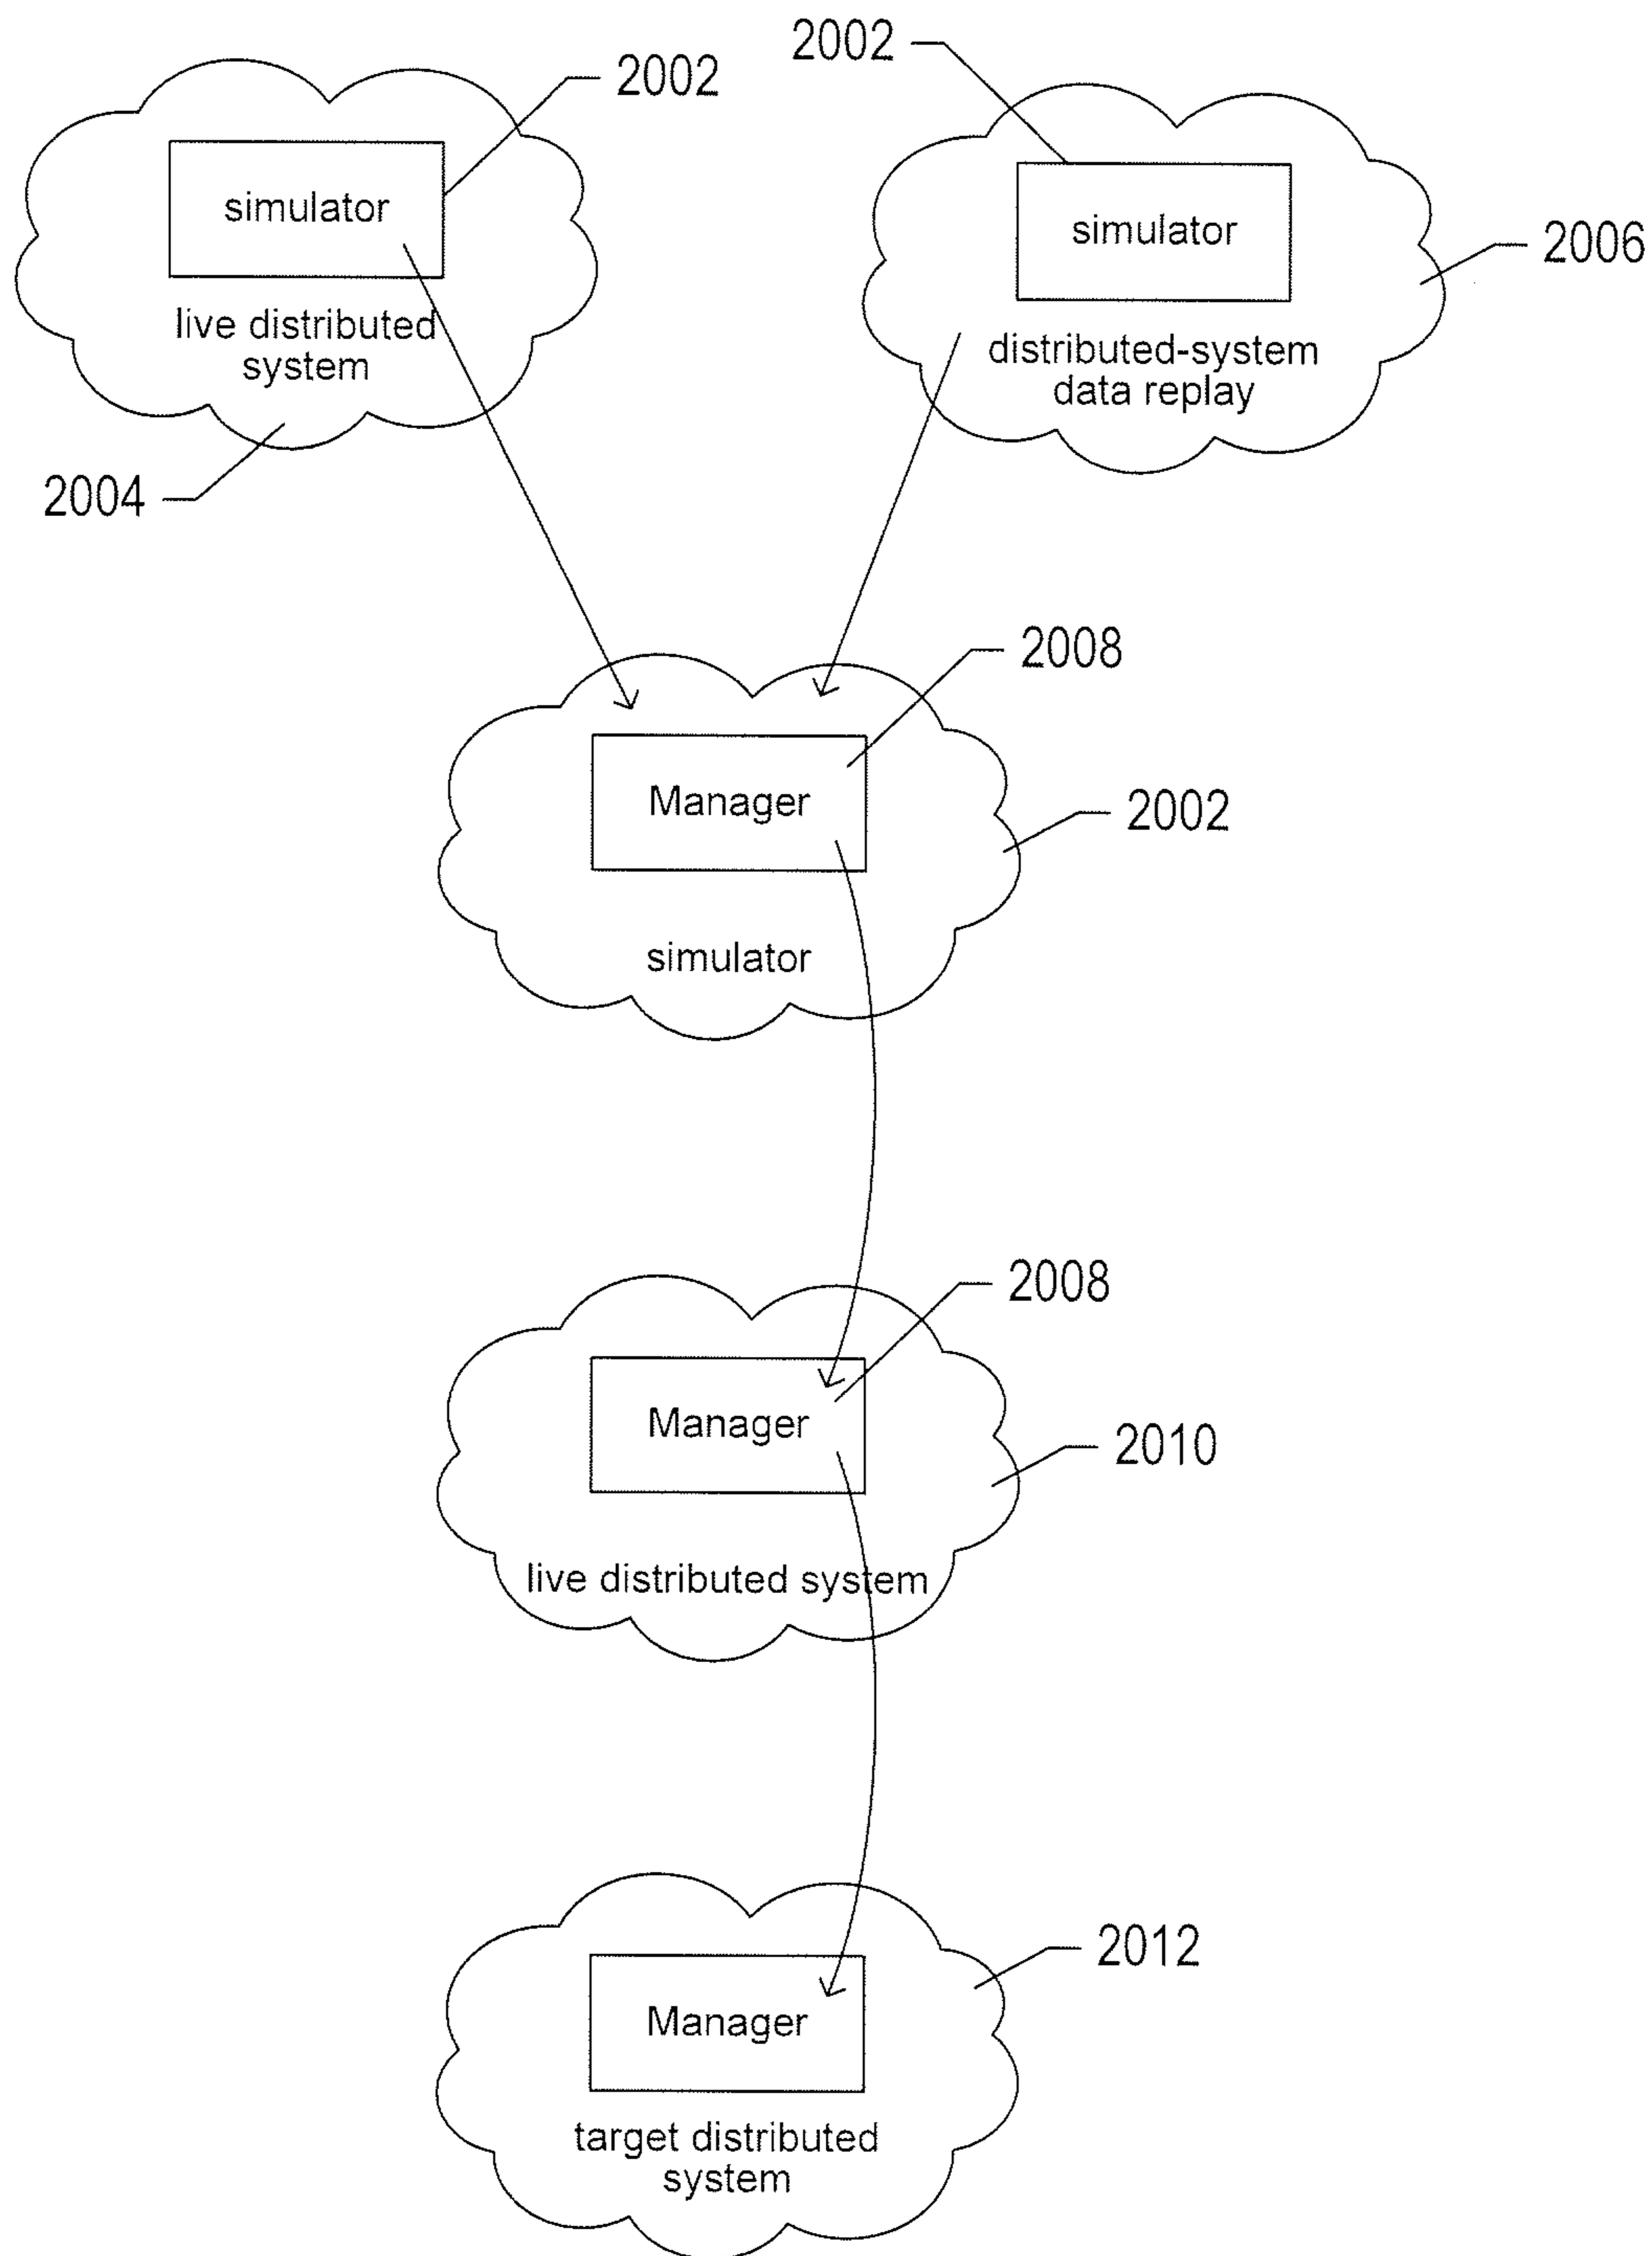 2002
2002
simulator
simulator
2006
live distributed
system
distributed-system
data replay
2004
2008
Manager
2002
simulator
2008
Manager
2010
live distributed system
2012
Manager
target distributed
system